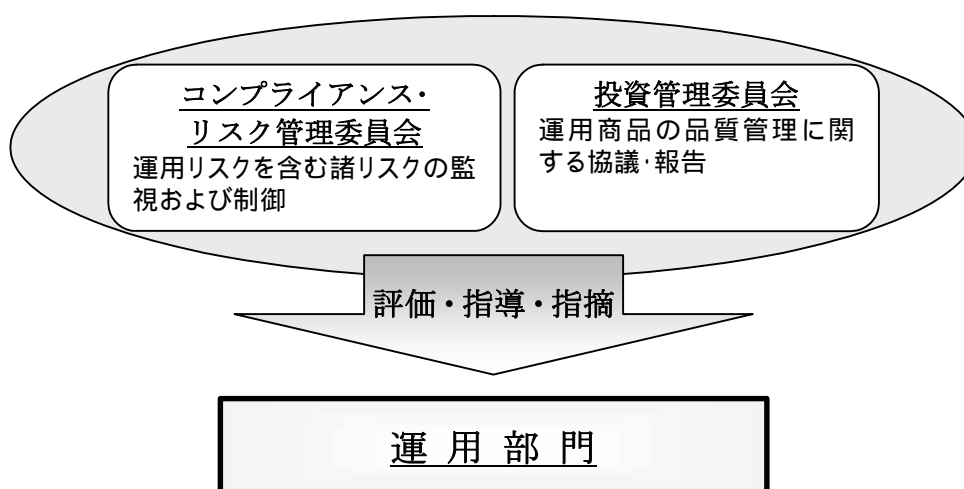 コンプライアンス・
リスク管理委員会
運用リスクを含む諸リスクの監
視および制御
投資管理委員会
運用商品の品質管理に関
する協議・報告
評価・指導・指摘
運用部門